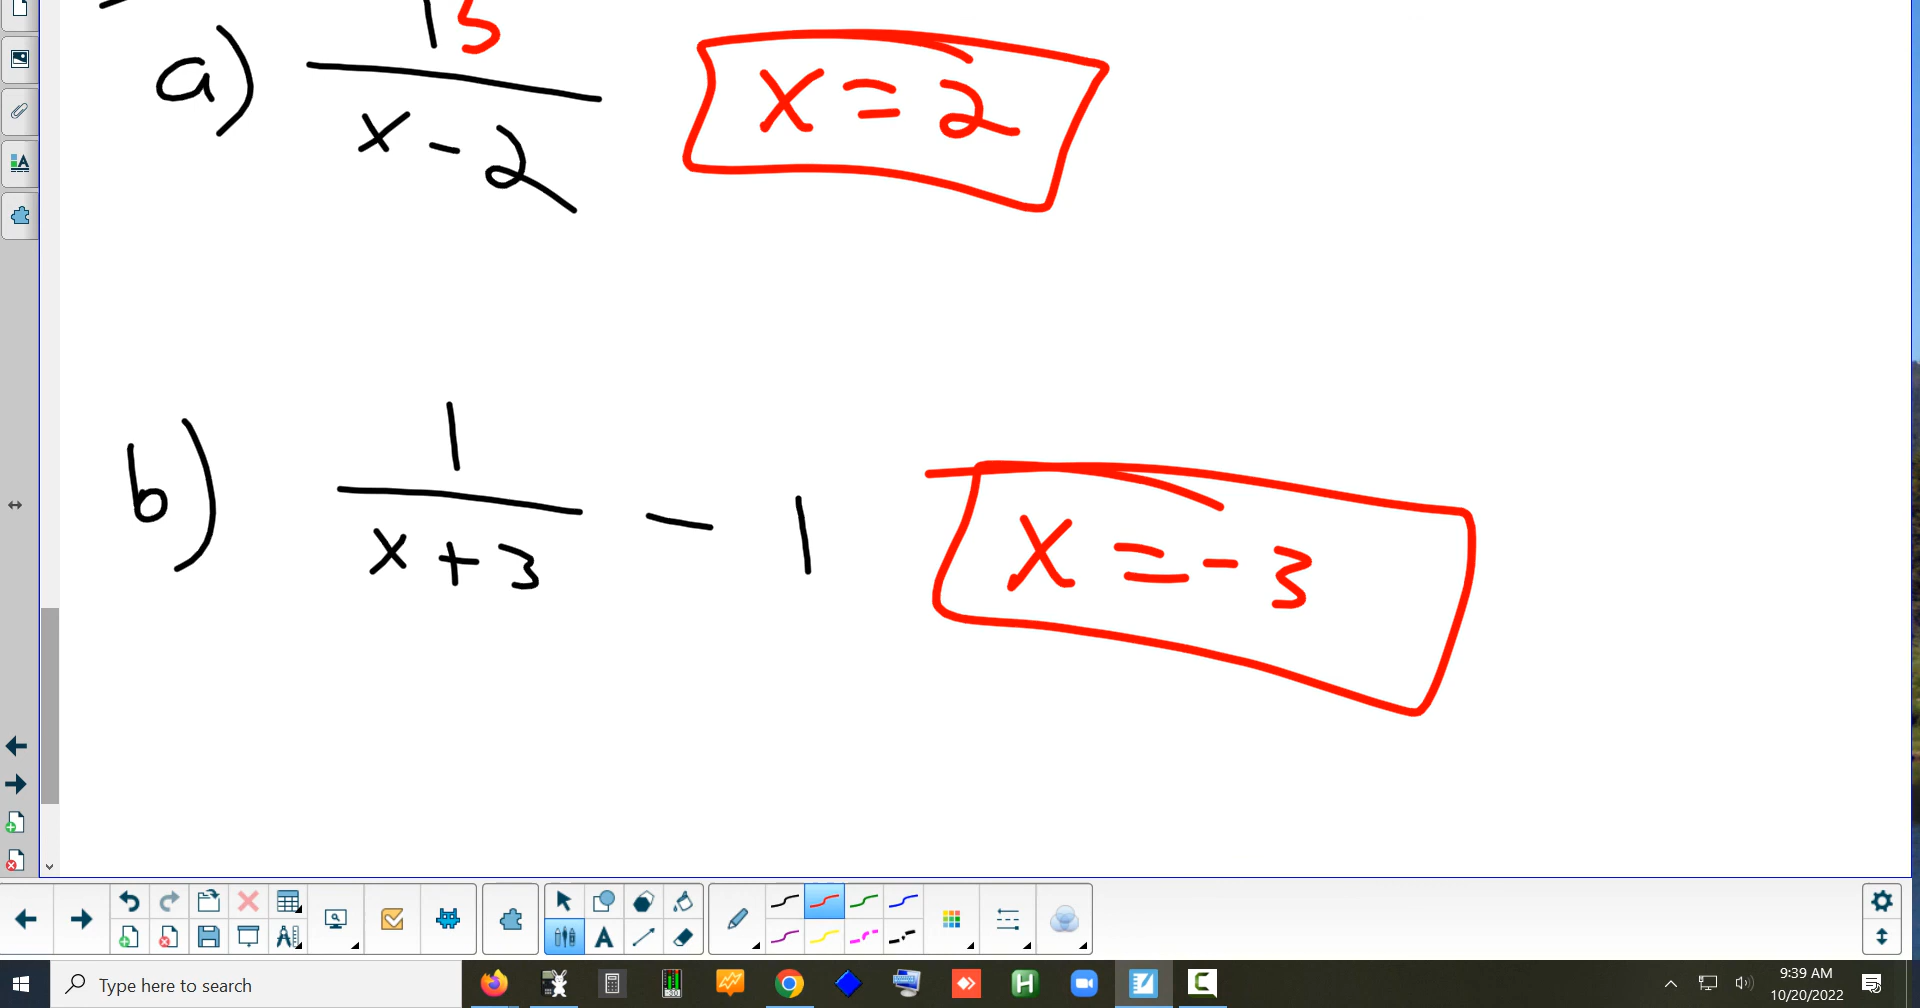 a) 15/(x - 2) x = 2
b) 1/(x + 3) - 1 x = - 3
Type here to search
9:39 AM
10/20/2022